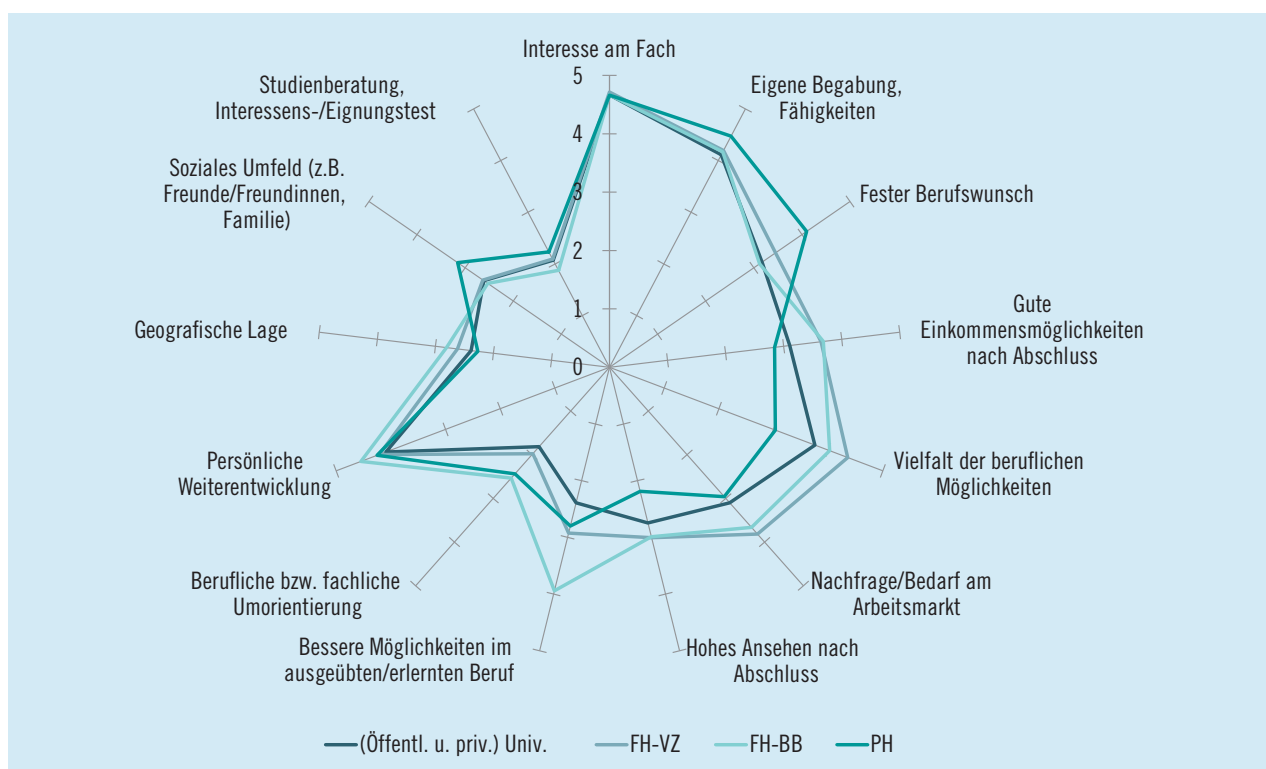 Interesse am Fach
Eigene Begabung,
Fähigkeiten
Fester Berufswunsch
Gute
Einkommensmöglichkeiten
nach Abschluss
Vielfalt der beruflichen
Möglichkeiten
Nachfrage/Bedarf am
Arbeitsmarkt
Hohes Ansehen nach
Abschluss
Bessere Möglichkeiten im
ausgeübten/erlernten Beruf
Berufliche bzw. fachliche
Umorientierung
Persönliche
Weiterentwicklung
Geografische Lage
Soziales Umfeld (z.B.
Freunde/Freundinnen,
Familie)
Studienberatung,
Interessens-/Eignungstest
5
4
3
2
1
0
(Öffentl. u. priv.) Univ.
FH-VZ
FH-BB
PH